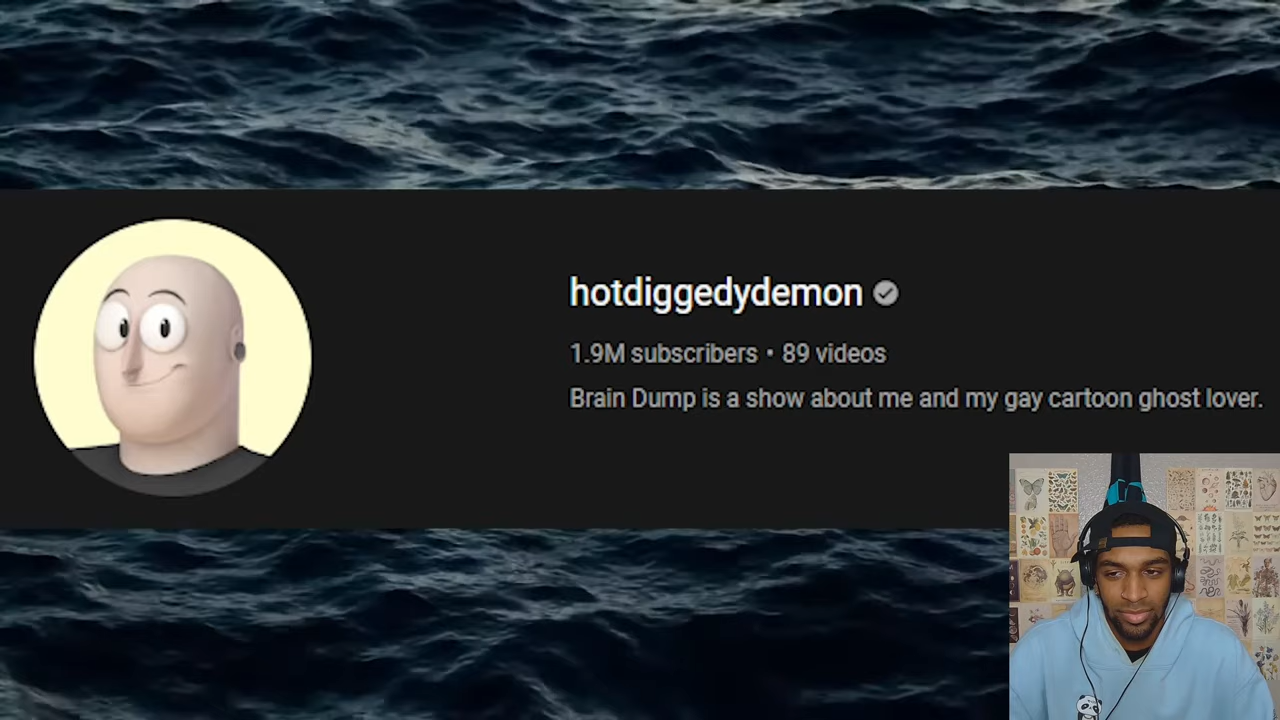 hotdiggedydemon
1.9M subscribers • 89 videos
Brain Dump is a show about me and my gay cartoon ghost lover.